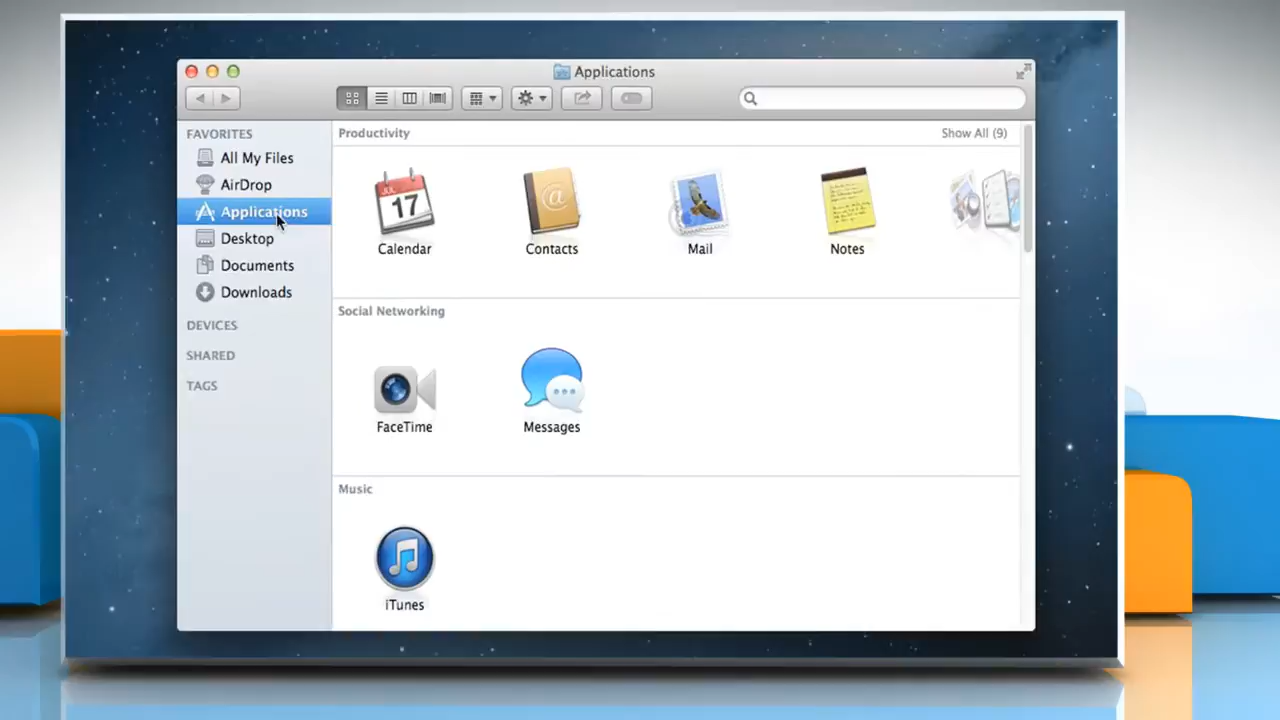 Applications
FAVORITES
All My Files
AirDrop
Applications
Desktop
Documents
Downloads
DEVICES
SHARED
TAGS
Productivity
Show All (9)
JUL
17
Calendar
@
Contacts
Mail
Notes
Social Networking
FaceTime
Messages
Music
iTunes